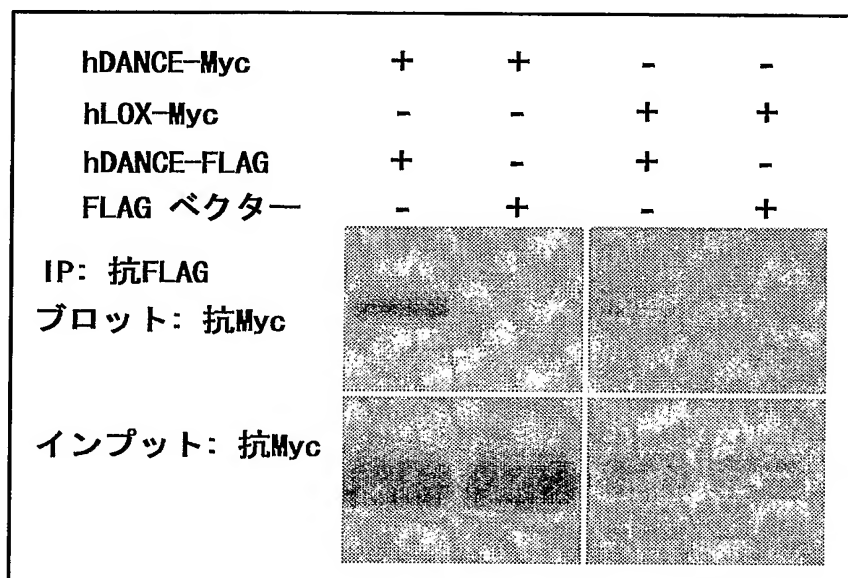 hDANCE-Myc + + - -
hLOX-Myc - - + +
hDANCE-FLAG + - + -
FLAG ベクター - + - +
IP: 抗FLAG
ブロット: 抗Myc
インプット: 抗Myc